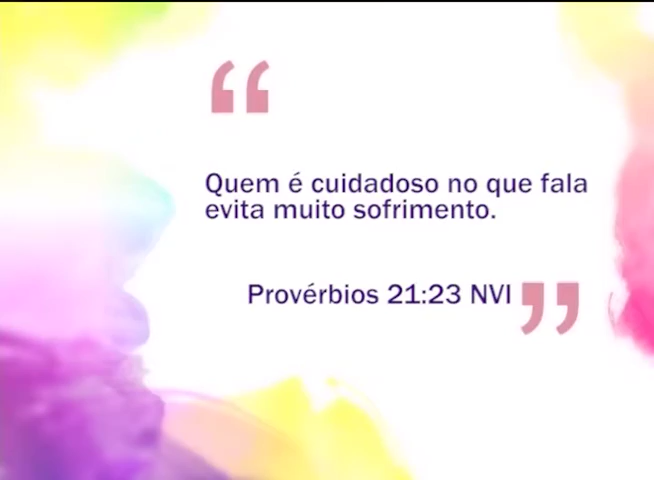 “
Quem é cuidadoso no que fala
evita muito sofrimento.
Provérbios 21:23 NVI ”